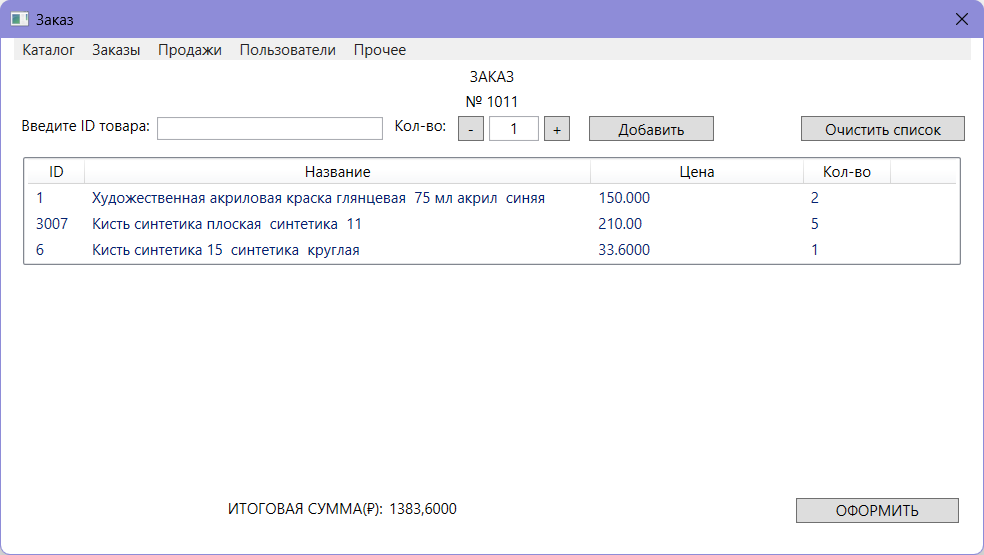 Заказ
Каталог Заказы Продажи Пользователи Прочее
ЗАКАЗ
№ 1011
Введите ID товара: Кол-во: - 1 + Добавить Очистить список
ID Название Цена Кол-во
1 Художественная акриловая краска глянцевая 75 мл акрил синяя 150.000 2
3007 Кисть синтетика плоская синтетика 11 210.00 5
6 Кисть синтетика 15 синтетика круглая 33.6000 1
ИТОГОВАЯ СУММА(₽): 1383,6000 ОФОРМИТЬ